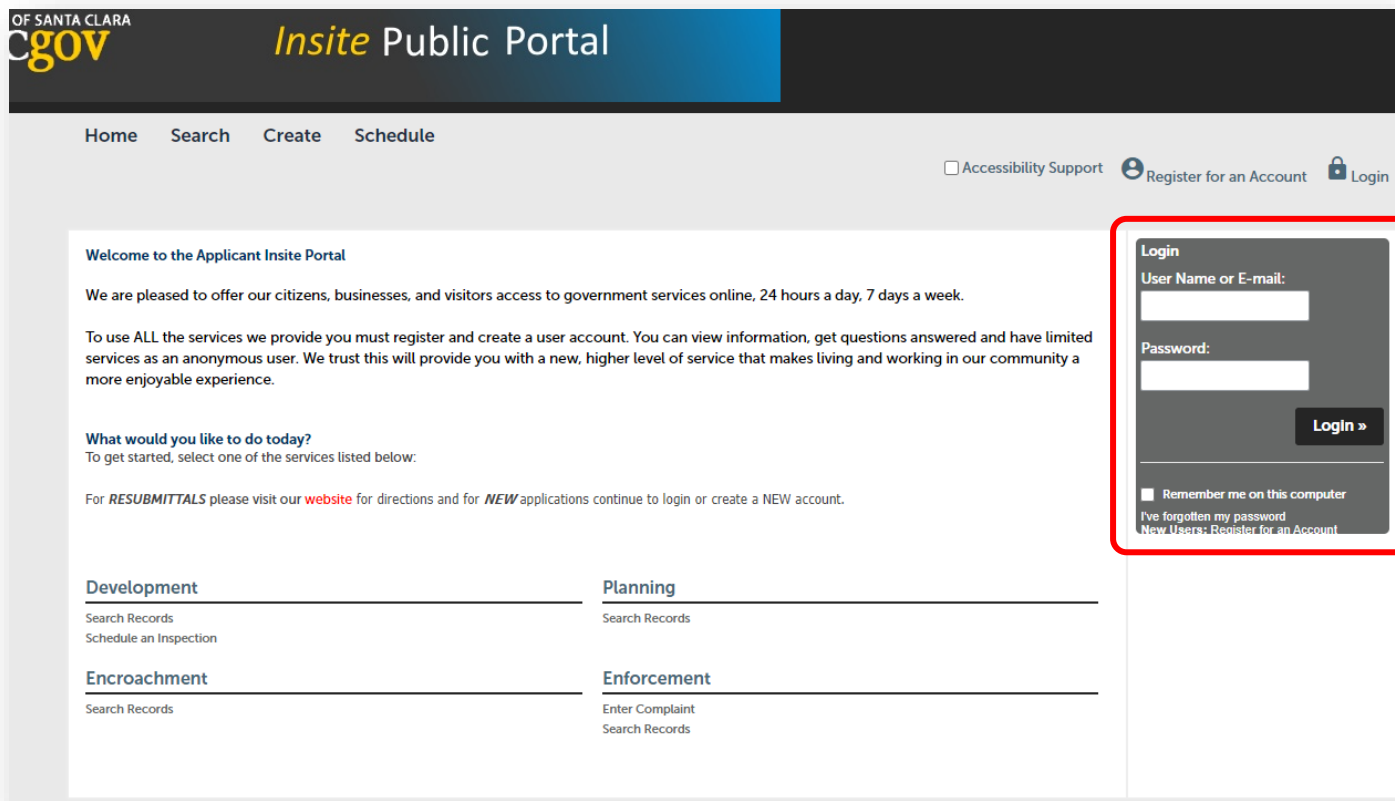 OF SANTA CLARA
cgov
Insite Public Portal
Home Search Create Schedule
Accessibility Support Register for an Account Login
Welcome to the Applicant Insite Portal
We are pleased to offer our citizens, businesses, and visitors access to government services online, 24 hours a day, 7 days a week.
To use ALL the services we provide you must register and create a user account. You can view information, get questions answered and have limited
services as an anonymous user. We trust this will provide you with a new, higher level of service that makes living and working in our community a
more enjoyable experience.
What would you like to do today?
To get started, select one of the services listed below:
For RESUBMITTALS please visit our website for directions and for NEW applications continue to login or create a NEW account.
Development
Search Records
Schedule an Inspection
Planning
Search Records
Encroachment
Search Records
Enforcement
Enter Complaint
Search Records
Login
User Name or E-mail:
Password:
Login »
Remember me on this computer
I've forgotten my password
New Users: Register for an Account